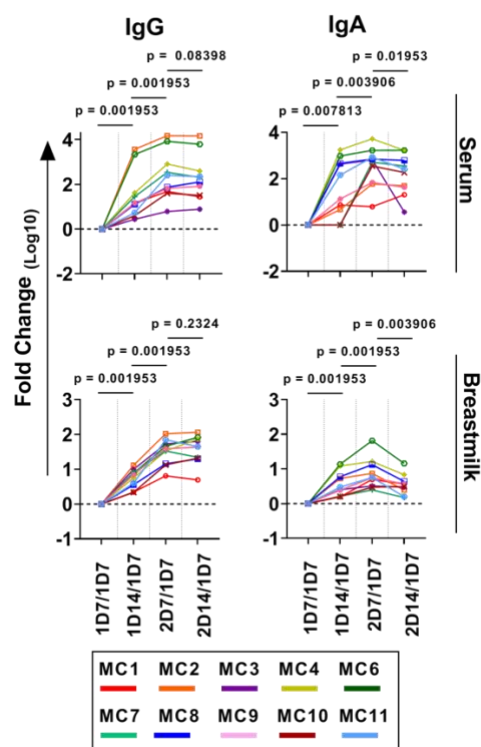 IgG
IgA
p = 0.08398
p = 0.001953
p = 0.001953
p = 0.01953
p = 0.003906
p = 0.007813
4
2
0
-2
4
2
0
-2
Serum
Fold Change (Log10)
p = 0.2324
p = 0.001953
p = 0.001953
p = 0.003906
p = 0.001953
p = 0.001953
3
2
1
0
-1
3
2
1
0
-1
Breastmilk
1D7/1D7
1D14/1D7
2D7/1D7
2D14/1D7
1D7/1D7
1D14/1D7
2D7/1D7
2D14/1D7
MC1 MC2 MC3 MC4 MC6
MC7 MC8 MC9 MC10 MC11